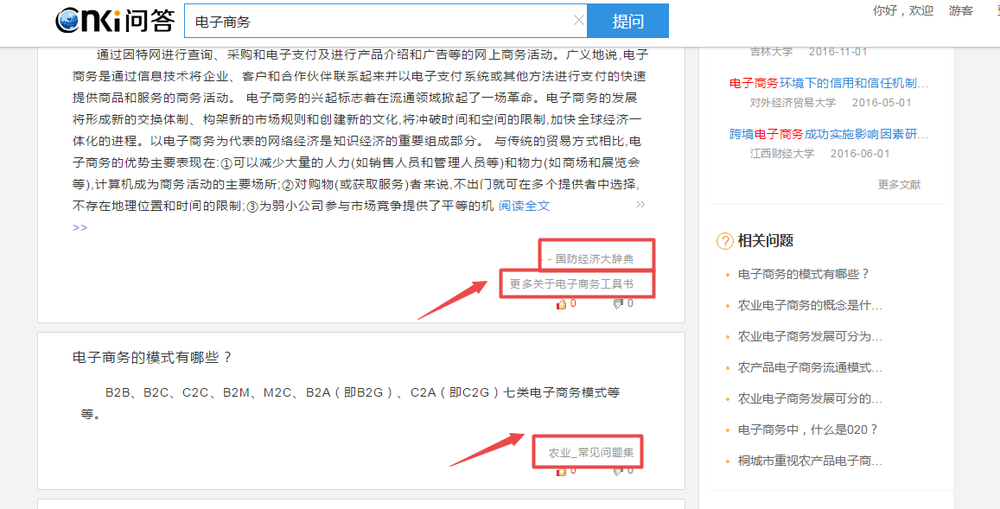 cnki问答
电子商务
提问
你好，欢迎 游客
通过因特网进行查询、采购和电子支付及进行产品介绍和广告等的网上商务活动。广义地说,电子
商务是通过信息技术将企业、客户和合作伙伴联系起来并以电子支付系统或其他方法进行支付的快速
提供商品和服务的商务活动。 电子商务的兴起标志着在流通领域掀起了一场革命。电子商务的发展
将形成新的交换体制、构架新的市场规则和创建新的文化,将冲破时间和空间的限制,加快全球经济一
体化的进程。以电子商务为代表的网络经济是知识经济的重要组成部分。 与传统的贸易方式相比,电
子商务的优势主要表现在:①可以减少大量的人力(如销售人员和管理人员等)和物力(如商场和展览会
等),计算机成为商务活动的主要场所;②对购物(或获取服务)者来说,不出门就可在多个提供者中选择,
不存在地理位置和时间的限制;③为弱小公司参与市场竞争提供了平等的机 阅读全文
>>
- - 国防经济大辞典
更多关于电子商务工具书
0 0
电子商务的模式有哪些？
B2B、B2C、C2C、B2M、M2C、B2A（即B2G）、C2A（即C2G）七类电子商务模式等
等。
农业_常见问题集
0 0
吉林大学 2016-11-01
电子商务环境下的信用和信任机制...
对外经济贸易大学 2016-05-01
跨境电子商务成功实施影响因素研...
江西财经大学 2016-06-01
更多文献
? 相关问题
电子商务的模式有哪些？
农业电子商务的概念是什...
农业电子商务发展可分为...
农产品电子商务流通模式...
农业电子商务发展可分的...
电子商务中，什么是020？
桐城市重视农产品电子商...